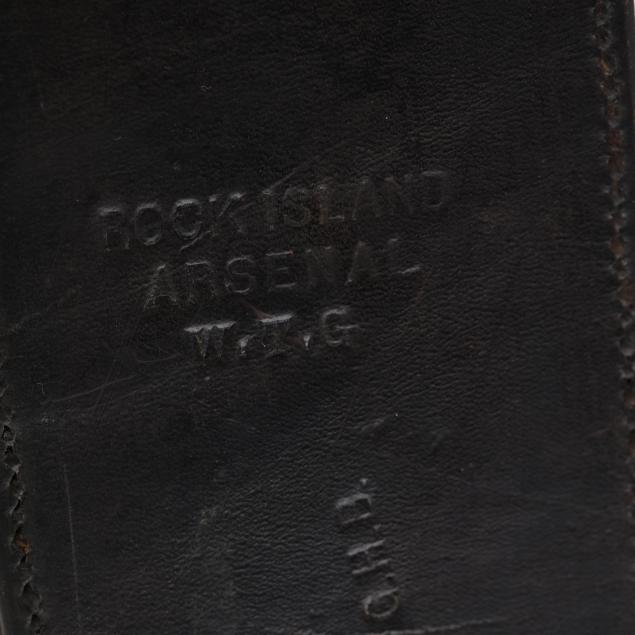 ROCK ISLAND
ARSENAL
W.T.G